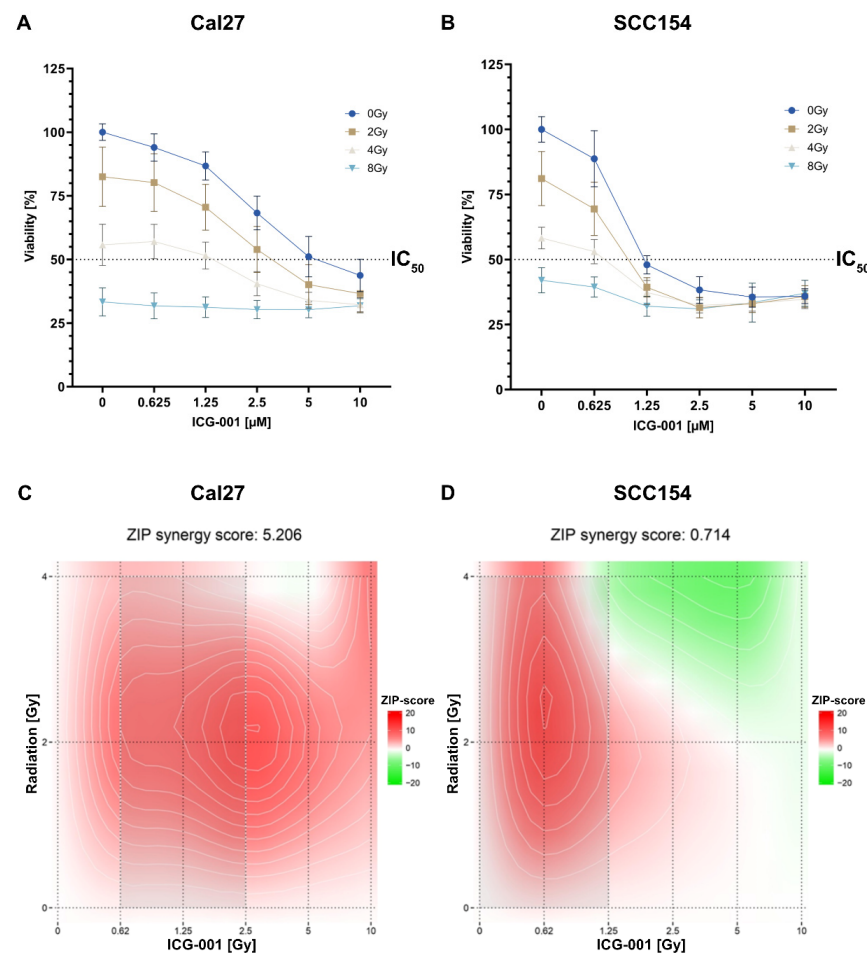 A
Cal27
B
SCC154
125
100
75
50
25
0
Viability [%]
0Gy
2Gy
4Gy
8Gy
IC50
0 0.625 1.25 2.5 5 10
ICG-001 [µM]
125
100
75
50
25
0
Viability [%]
0Gy
2Gy
4Gy
8Gy
IC50
0 0.625 1.25 2.5 5 10
ICG-001 [µM]
C
Cal27
D
SCC154
ZIP synergy score: 5.206
4
2
0
Radiation [Gy]
ZIP-score
20
10
0
−10
−20
0 0.62 1.25 2.5 5 10
ICG-001 [Gy]
ZIP synergy score: 0.714
4
2
0
Radiation [Gy]
ZIP-score
20
10
0
−10
−20
0 0.62 1.25 2.5 5 10
ICG-001 [Gy]